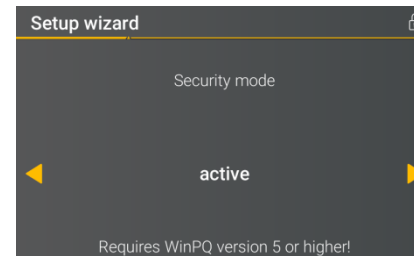 Setup wizard
Security mode
active
Requires WinPQ version 5 or higher!